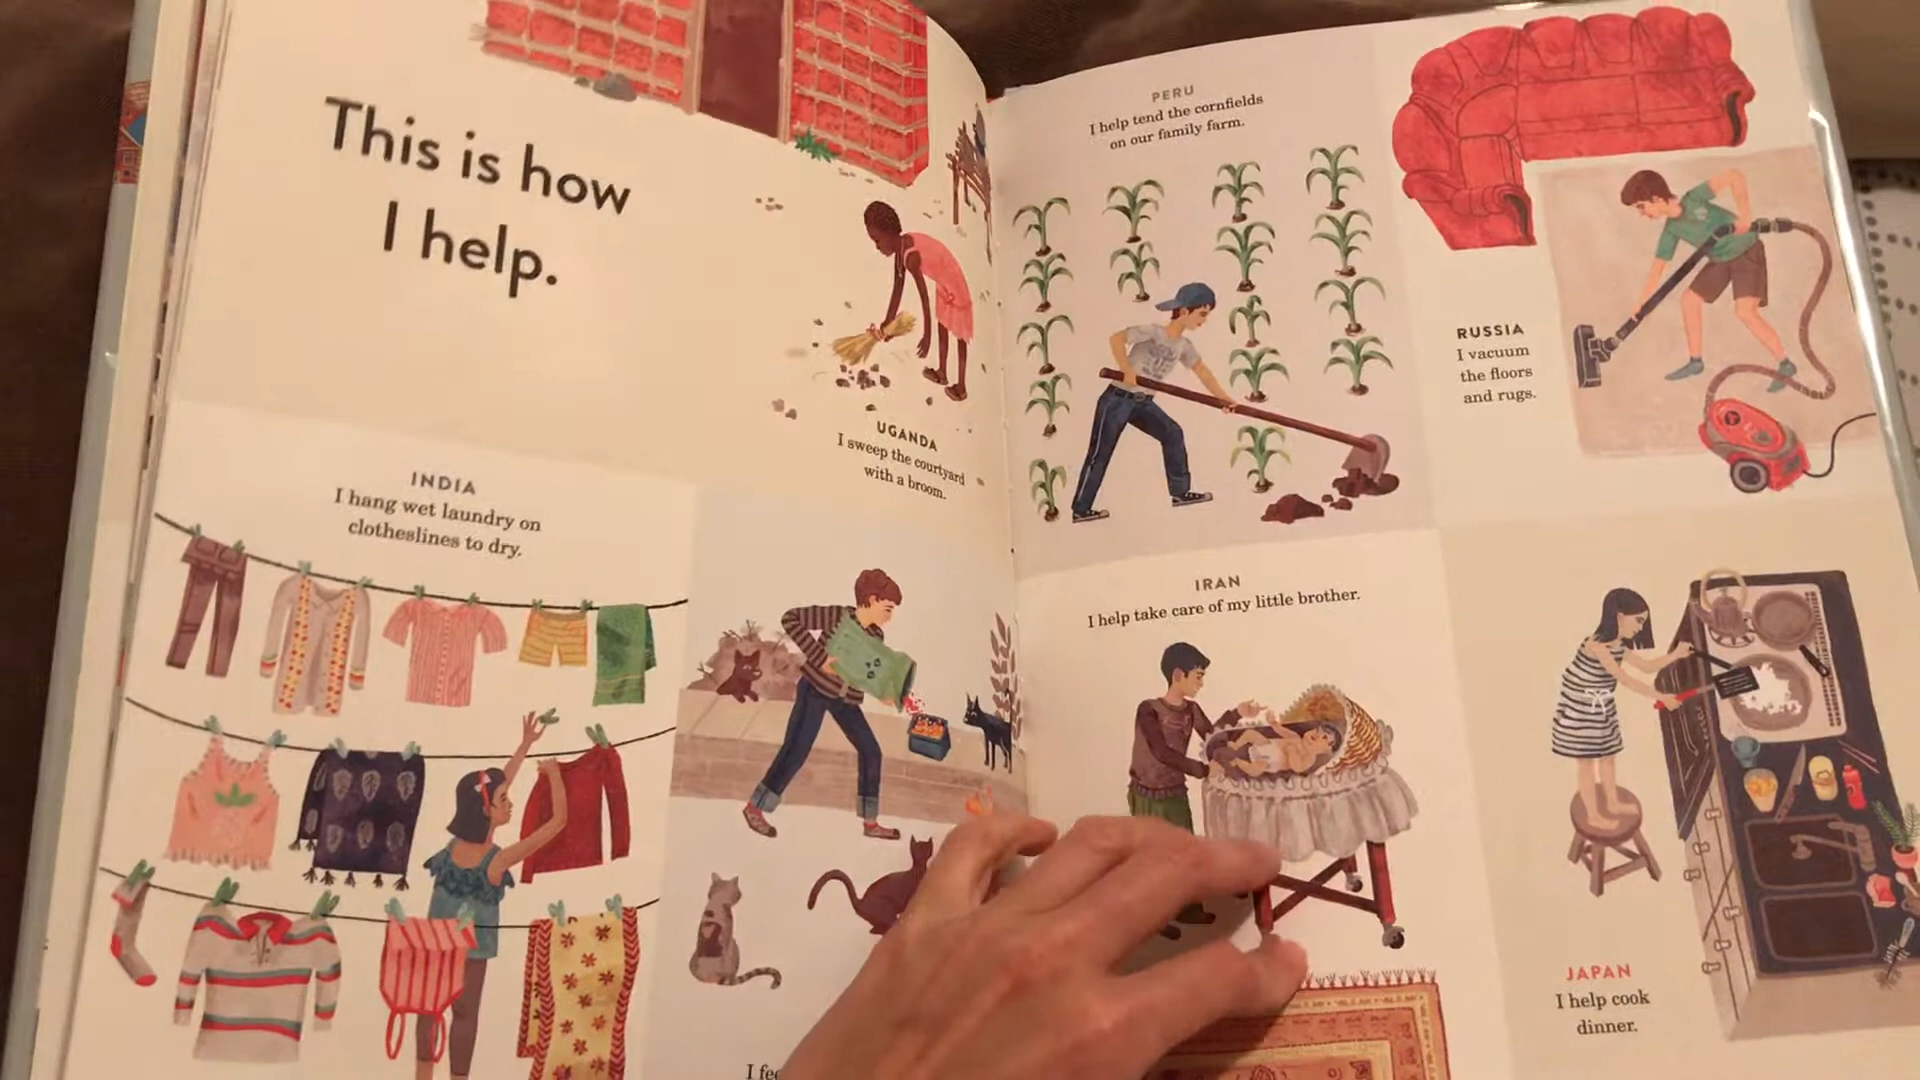 This is how
I help.
UGANDA
I sweep the courtyard
with a broom.
INDIA
I hang wet laundry on
clotheslines to dry.
I
PERU
I help tend the cornfields
on our family farm.
RUSSIA
I vacuum
the floors
and rugs.
IRAN
I help take care of my little brother.
JAPAN
I help cook
dinner.